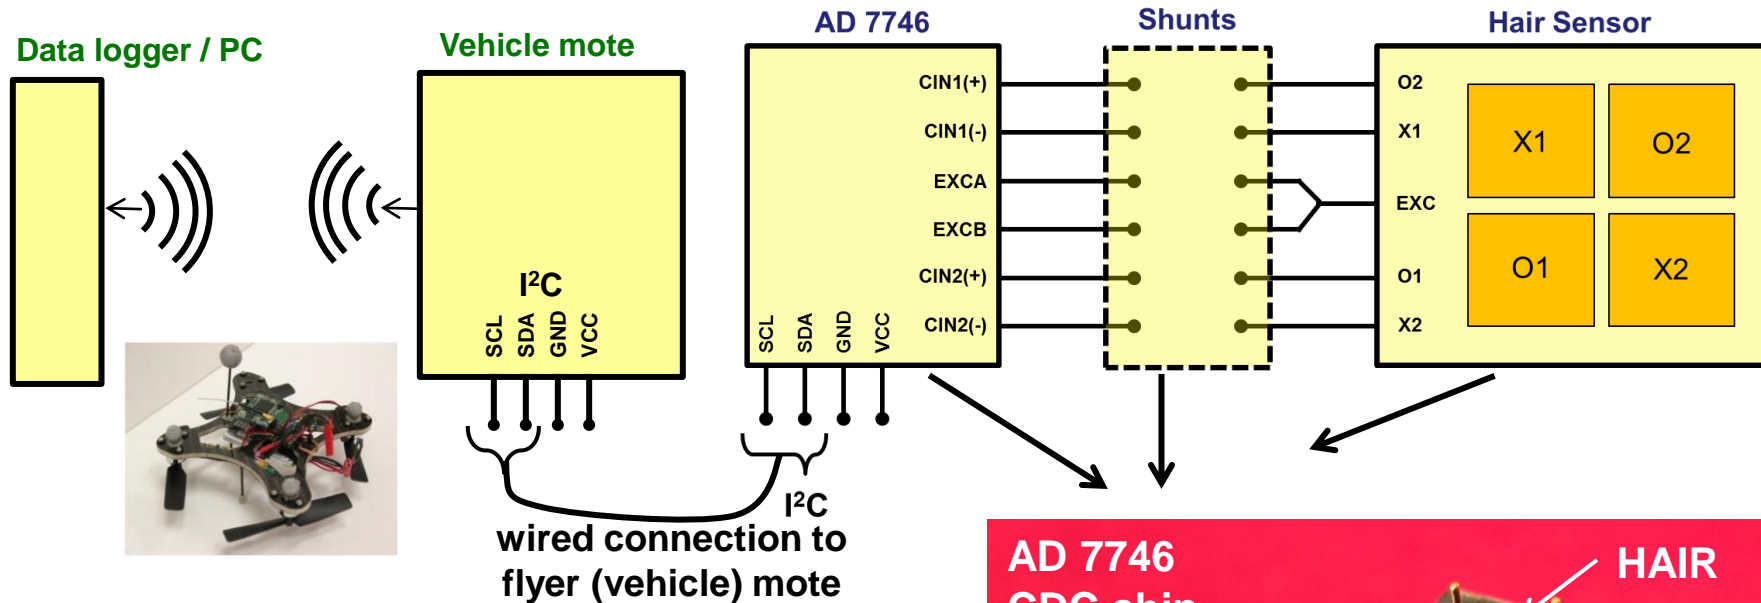 Data logger / PC
Vehicle mote
AD 7746
Shunts
Hair Sensor
I²C
SCL
SDA
GND
VCC
CIN1(+)
CIN1(-)
EXCA
EXCB
CIN2(+)
CIN2(-)
SCL
SDA
GND
VCC
O2
X1
EXC
O1
X2
X1
O2
O1
X2
I²C
wired connection to
flyer (vehicle) mote
AD 7746
CDC chip
HAIR